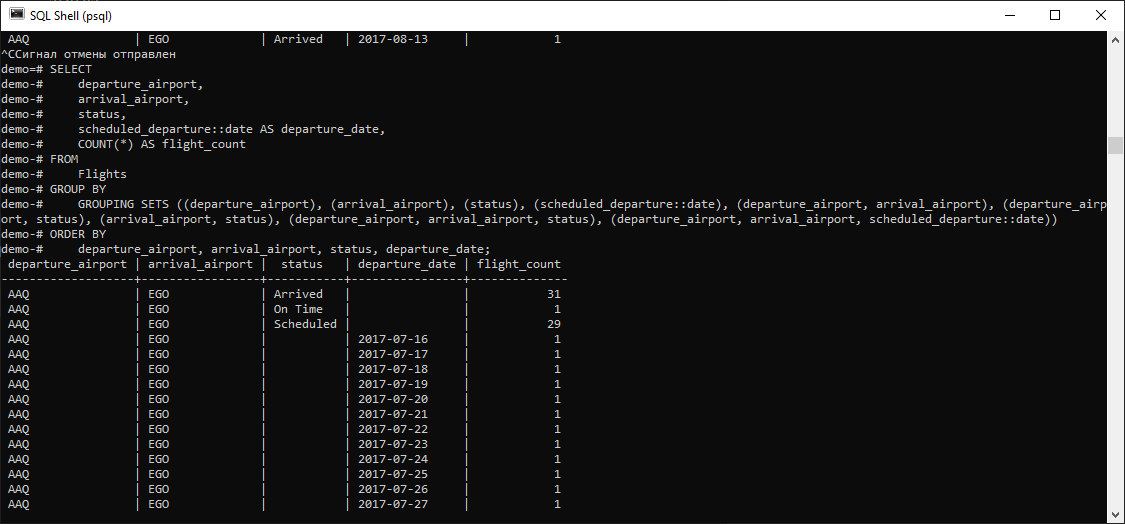 SQL Shell (psql)
AAQ | EGO | Arrived | 2017-08-13 | 1
^CСигнал отмены отправлен
demo=# SELECT
demo-# departure_airport,
demo-# arrival_airport,
demo-# status,
demo-# scheduled_departure::date AS departure_date,
demo-# COUNT(*) AS flight_count
demo-# FROM
demo-# Flights
demo-# GROUP BY
demo-# GROUPING SETS ((departure_airport), (arrival_airport), (status), (scheduled_departure::date), (departure_airport, arrival_airport), (departure_airp
ort, status), (arrival_airport, status), (departure_airport, arrival_airport, status), (departure_airport, arrival_airport, scheduled_departure::date))
demo-# ORDER BY
demo-# departure_airport, arrival_airport, status, departure_date;
departure_airport | arrival_airport | status | departure_date | flight_count
-------------------+-----------------+-----------+----------------+--------------
AAQ | EGO | Arrived | | 31
AAQ | EGO | On Time | | 1
AAQ | EGO | Scheduled | | 29
AAQ | EGO | | 2017-07-16 | 1
AAQ | EGO | | 2017-07-17 | 1
AAQ | EGO | | 2017-07-18 | 1
AAQ | EGO | | 2017-07-19 | 1
AAQ | EGO | | 2017-07-20 | 1
AAQ | EGO | | 2017-07-21 | 1
AAQ | EGO | | 2017-07-22 | 1
AAQ | EGO | | 2017-07-23 | 1
AAQ | EGO | | 2017-07-24 | 1
AAQ | EGO | | 2017-07-25 | 1
AAQ | EGO | | 2017-07-26 | 1
AAQ | EGO | | 2017-07-27 | 1